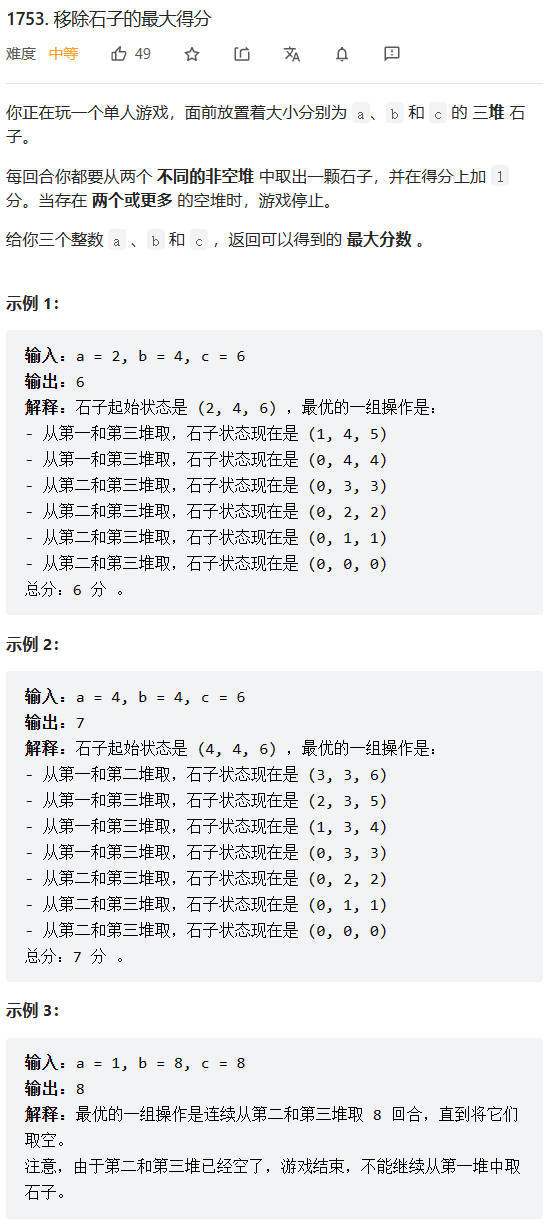 1753. 移除石子的最大得分
难度 中等 49
你正在玩一个单人游戏，面前放置着大小分别为 a、b 和 c 的 三堆 石
子。
每回合你都要从两个 不同的非空堆 中取出一颗石子，并在得分上加 1
分。当存在 两个或更多 的空堆时，游戏停止。
给你三个整数 a 、b 和 c ，返回可以得到的 最大分数 。
示例 1：
输入：a = 2, b = 4, c = 6
输出：6
解释：石子起始状态是 (2, 4, 6) ，最优的一组操作是：
- 从第一和第三堆取，石子状态现在是 (1, 4, 5)
- 从第一和第三堆取，石子状态现在是 (0, 4, 4)
- 从第二和第三堆取，石子状态现在是 (0, 3, 3)
- 从第二和第三堆取，石子状态现在是 (0, 2, 2)
- 从第二和第三堆取，石子状态现在是 (0, 1, 1)
- 从第二和第三堆取，石子状态现在是 (0, 0, 0)
总分：6 分 。
示例 2：
输入：a = 4, b = 4, c = 6
输出：7
解释：石子起始状态是 (4, 4, 6) ，最优的一组操作是：
- 从第一和第二堆取，石子状态现在是 (3, 3, 6)
- 从第一和第三堆取，石子状态现在是 (2, 3, 5)
- 从第一和第三堆取，石子状态现在是 (1, 3, 4)
- 从第一和第三堆取，石子状态现在是 (0, 3, 3)
- 从第二和第三堆取，石子状态现在是 (0, 2, 2)
- 从第二和第三堆取，石子状态现在是 (0, 1, 1)
- 从第二和第三堆取，石子状态现在是 (0, 0, 0)
总分：7 分 。
示例 3：
输入：a = 1, b = 8, c = 8
输出：8
解释：最优的一组操作是连续从第二和第三堆取 8 回合，直到将它们
取空。
注意，由于第二和第三堆已经空了，游戏结束，不能继续从第一堆中取
石子。